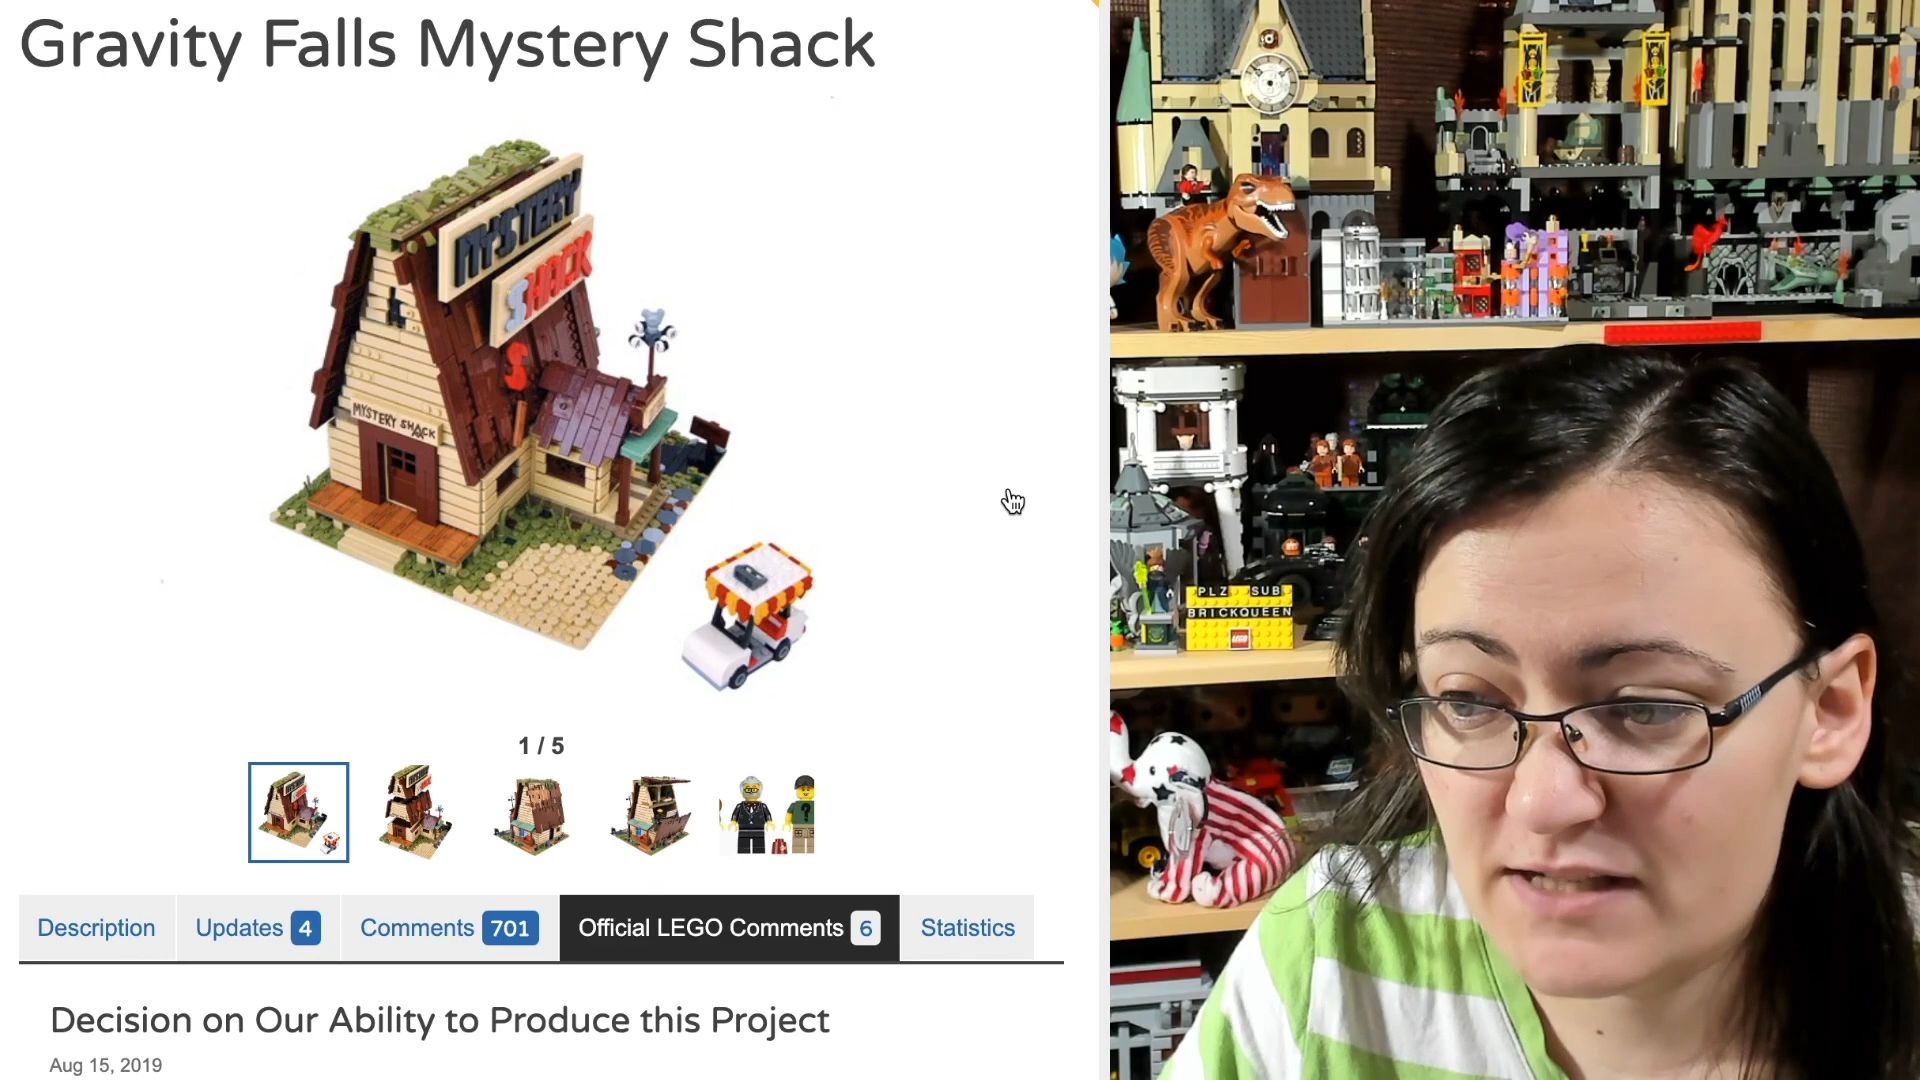 Gravity Falls Mystery Shack
MYSTERY
SHACK
S
MYSTERY SHACK
PLZ SUB
BRICKQUEEN
LEGO
1 / 5
?
Description
Updates 4
Comments 701
Official LEGO Comments 6
Statistics
Decision on Our Ability to Produce this Project
Aug 15, 2019